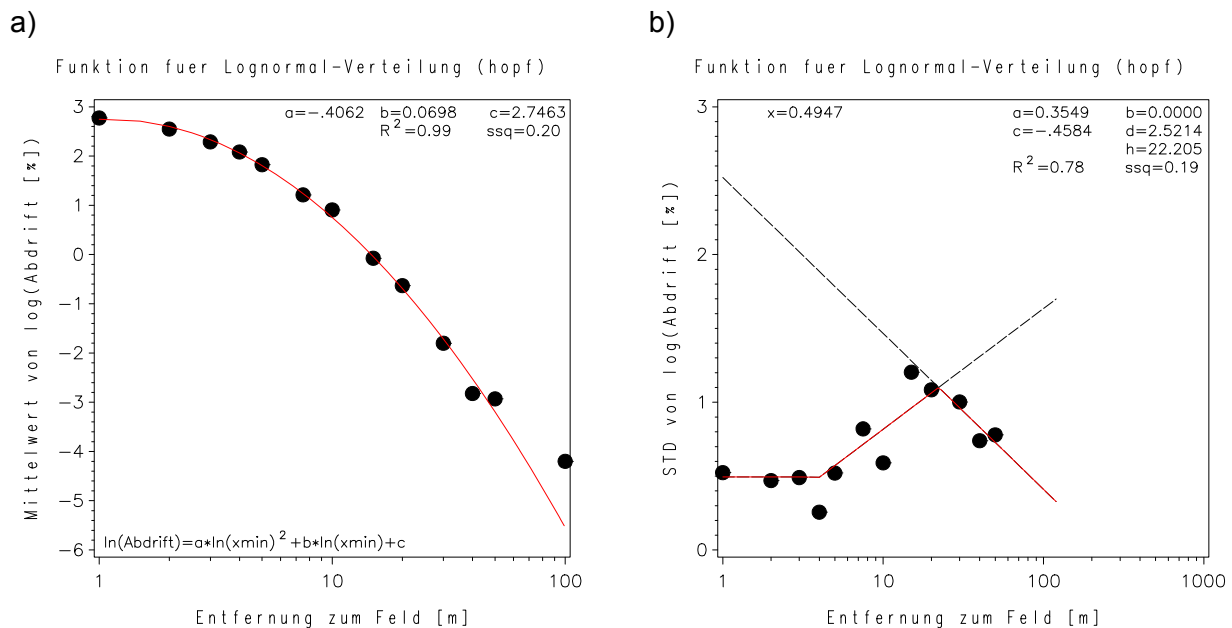 a)
Funktion fuer Lognormal-Verteilung (hopf)
a=-.4062 b=0.0698 c=2.7463
R²=0.99 ssq=0.20
Mittelwert von log(Abdrift [%])
3
2
1
0
-1
-2
-3
-4
-5
-6
ln(Abdrift)=a*ln(xmin)²+b*ln(xmin)+c
1
10
100
Entfernung zum Feld [m]
b)
Funktion fuer Lognormal-Verteilung (hopf)
x=0.4947 a=0.3549 b=0.0000
c=-.4584 d=2.5214
h=22.205
R²=0.78 ssq=0.19
STD von log(Abdrift [%])
3
2
1
0
1
10
100
1000
Entfernung zum Feld [m]